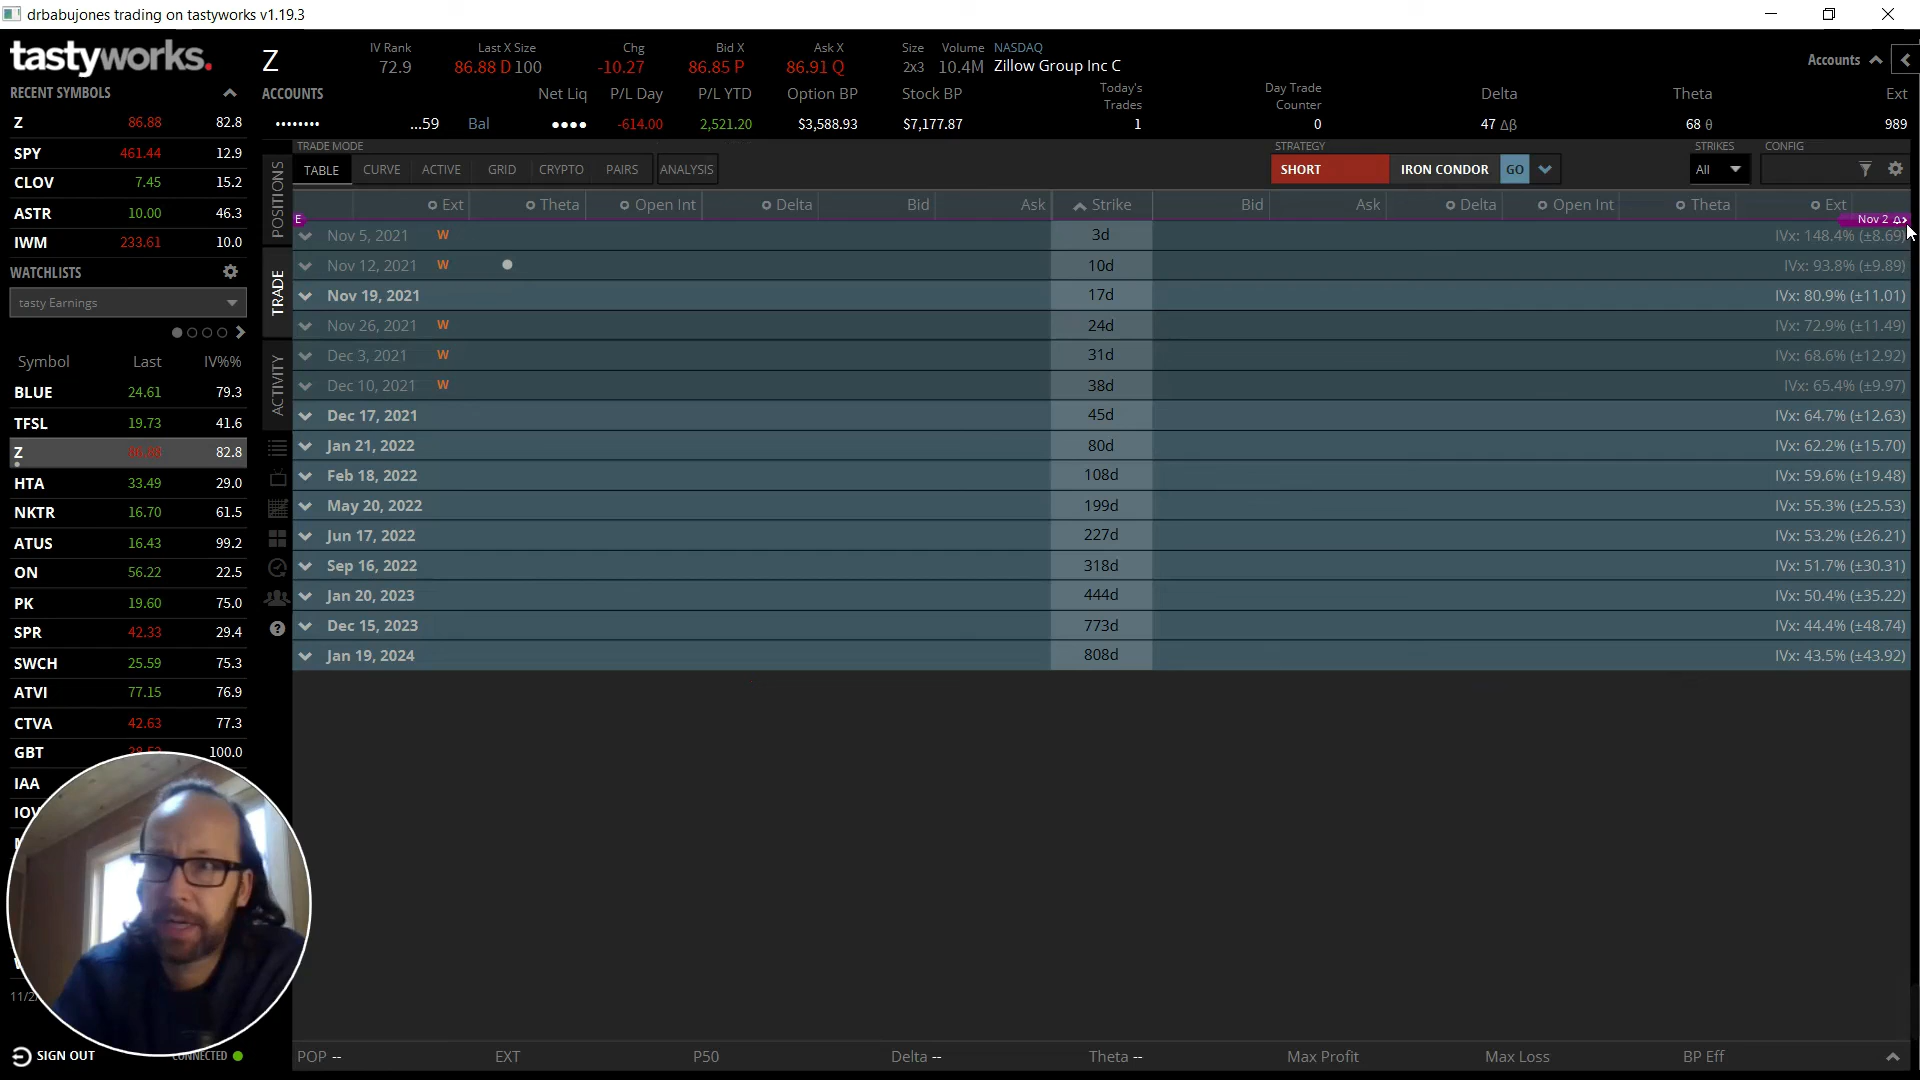 drbabujones trading on tastyworks v1.19.3
tastyworks.
Z
IV Rank
72.9
Last X Size
86.88 D 100
Chg
-10.27
Bid X
86.85 P
Ask X
86.91 Q
Size
2x3
Volume
10.4M
NASDAQ
Zillow Group Inc C
Accounts
RECENT SYMBOLS
Z 86.88 82.8
SPY 461.44 12.9
CLOV 7.45 15.2
ASTR 10.00 46.3
IWM 233.61 10.0
WATCHLISTS
tasty Earnings
Symbol Last IV%%
BLUE 24.61 79.3
TFSL 19.73 41.6
Z 86.88 82.8
HTA 33.49 29.0
NKTR 16.70 61.5
ATUS 16.43 99.2
ON 56.22 22.5
PK 19.60 75.0
SPR 42.33 29.4
SWCH 25.59 75.3
ATVI 77.15 76.9
CTVA 42.63 77.3
GBT 100.0
IAA
SIGN OUT
CONNECTED
ACCOUNTS Net Liq P/L Day P/L YTD Option BP Stock BP Today's Trades Day Trade Counter Delta Theta Ext
•••••••• ...59 Bal •••• -614.00 2,521.20 $3,588.93 $7,177.87 1 0 47 Δβ 68 θ 989
TRADE MODE
TABLE CURVE ACTIVE GRID CRYPTO PAIRS ANALYSIS
STRATEGY
SHORT IRON CONDOR GO
STRIKES
All
CONFIG
POSITIONS
TRADE
ACTIVITY
Ext Theta Open Int Delta Bid Ask Strike Bid Ask Delta Open Int Theta Ext
E Nov 2
Nov 5, 2021 W 3d IVx: 148.4% (±8.69)
Nov 12, 2021 W 10d IVx: 93.8% (±9.89)
Nov 19, 2021 17d IVx: 80.9% (±11.01)
Nov 26, 2021 W 24d IVx: 72.9% (±11.49)
Dec 3, 2021 W 31d IVx: 68.6% (±12.92)
Dec 10, 2021 W 38d IVx: 65.4% (±9.97)
Dec 17, 2021 45d IVx: 64.7% (±12.63)
Jan 21, 2022 80d IVx: 62.2% (±15.70)
Feb 18, 2022 108d IVx: 59.6% (±19.48)
May 20, 2022 199d IVx: 55.3% (±25.53)
Jun 17, 2022 227d IVx: 53.2% (±26.21)
Sep 16, 2022 318d IVx: 51.7% (±30.31)
Jan 20, 2023 444d IVx: 50.4% (±35.22)
Dec 15, 2023 773d IVx: 44.4% (±48.74)
Jan 19, 2024 808d IVx: 43.5% (±43.92)
POP -- EXT P50 Delta -- Theta -- Max Profit Max Loss BP Eff